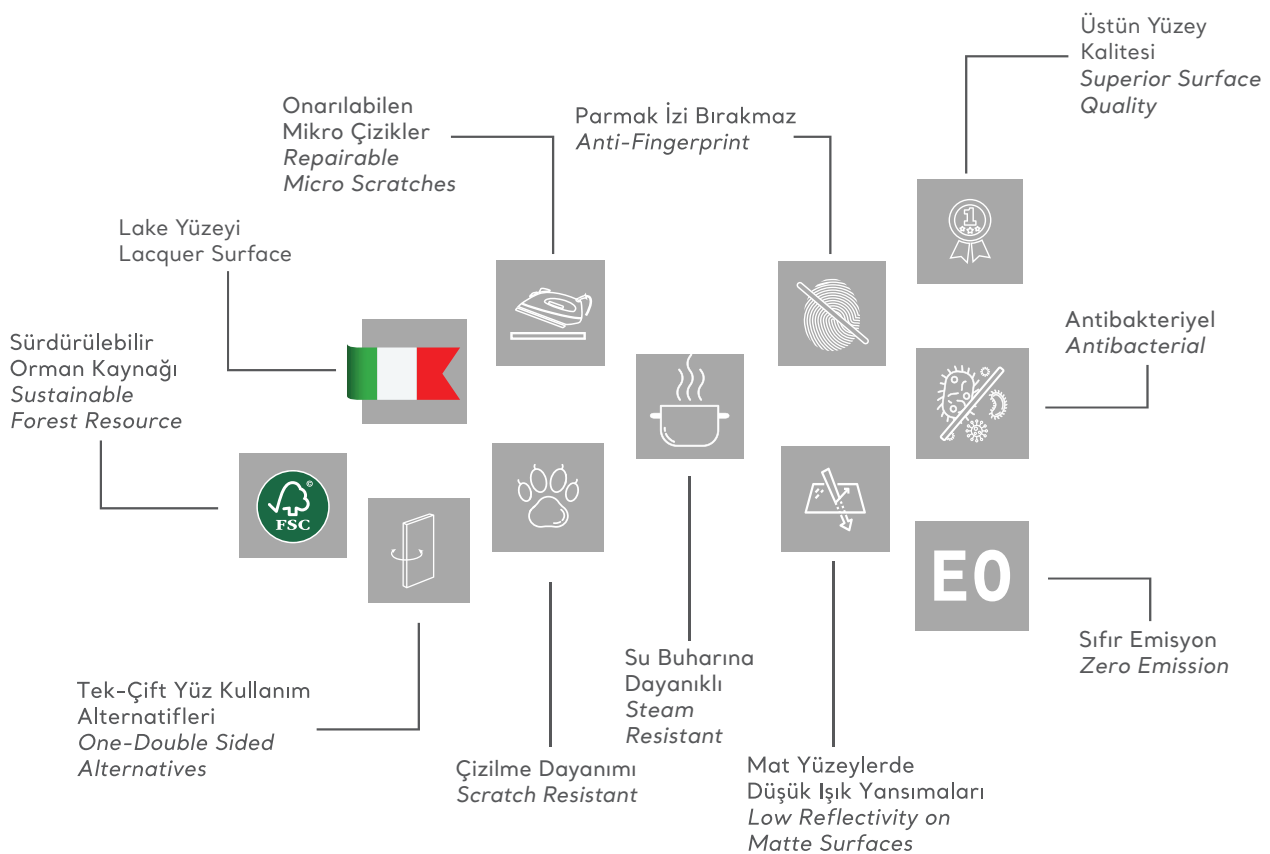 Üstün Yüzey
Kalitesi
Superior Surface
Quality
Onarılabilen
Mikro Çizikler
Repairable
Micro Scratches
Parmak İzi Bırakmaz
Anti-Fingerprint
1
Lake Yüzeyi
Lacquer Surface
Antibakteriyel
Antibacterial
Sürdürülebilir
Orman Kaynağı
Sustainable
Forest Resource
©
FSC
E0
Sıfır Emisyon
Zero Emission
Su Buharına
Dayanıklı
Steam
Resistant
Tek-Çift Yüz Kullanım
Alternatifleri
One-Double Sided
Alternatives
Çizilme Dayanımı
Scratch Resistant
Mat Yüzeylerde
Düşük Işık Yansımaları
Low Reflectivity on
Matte Surfaces